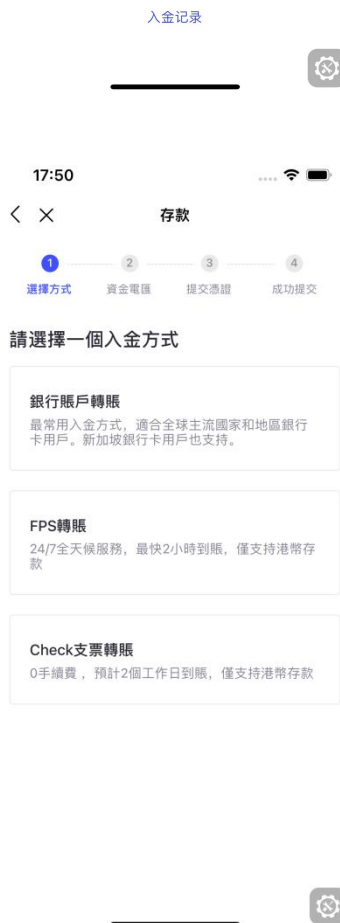 入金记录
17:50
存款
1
2
3
4
選擇方式
資金電匯
提交憑證
成功提交
請選擇一個入金方式
銀行賬戶轉賬
最常用入金方式，適合全球主流國家和地區銀行
卡用戶。新加坡銀行卡用戶也支持。
FPS轉賬
24/7全天候服務，最快2小時到賬，僅支持港幣存
款
Check支票轉賬
0手續費，預計2個工作日到賬，僅支持港幣存款